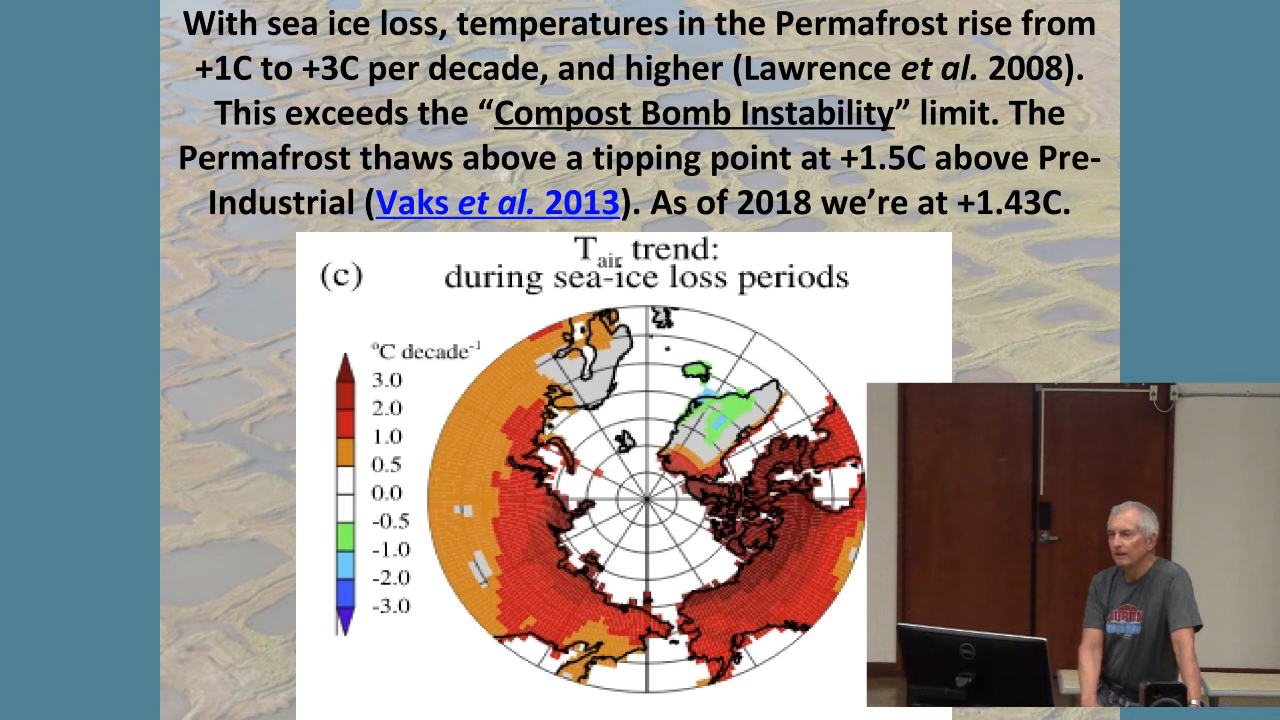 With sea ice loss, temperatures in the Permafrost rise from
+1C to +3C per decade, and higher (Lawrence et al. 2008).
This exceeds the “Compost Bomb Instability” limit. The
Permafrost thaws above a tipping point at +1.5C above Pre-
Industrial (Vaks et al. 2013). As of 2018 we’re at +1.43C.
(c)
Tair trend:
during sea-ice loss periods
°C decade-1
3.0
2.0
1.0
0.5
0.0
-0.5
-1.0
-2.0
-3.0
DELL